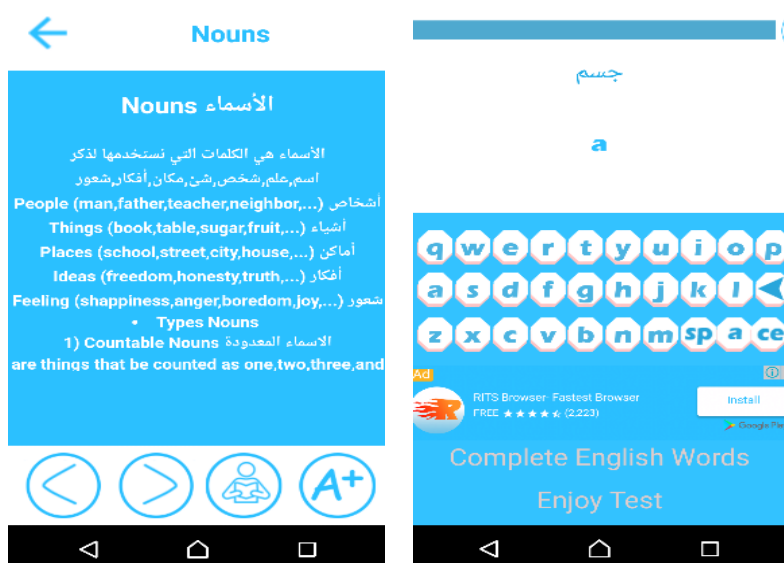 Nouns
الأسماء Nouns
الأسماء هي الكلمات التي نستخدمها لذكر
اسم,علم,شخص,شئ,مكان,أفكار,شعور
People (man,father,teacher,neighbor,...) أشخاص
Things (book,table,sugar,fruit,...) أشياء
Places (school,street,city,house,...) أماكن
Ideas (freedom,honesty,truth,...) أفكار
Feeling (shappiness,anger,boredom,joy,...) شعور
• Types Nouns
1) Countable Nouns الاسماء المعدودة
are things that be counted as one,two,three,and
A+
جسم
a
q w e r t y u i o p
a s d f g h j k l
z x c v b n m sp a ce
Ad
RITS Browser- Fastest Browser
FREE ★★★★★ (2,223)
Install
Google Play
Complete English Words
Enjoy Test